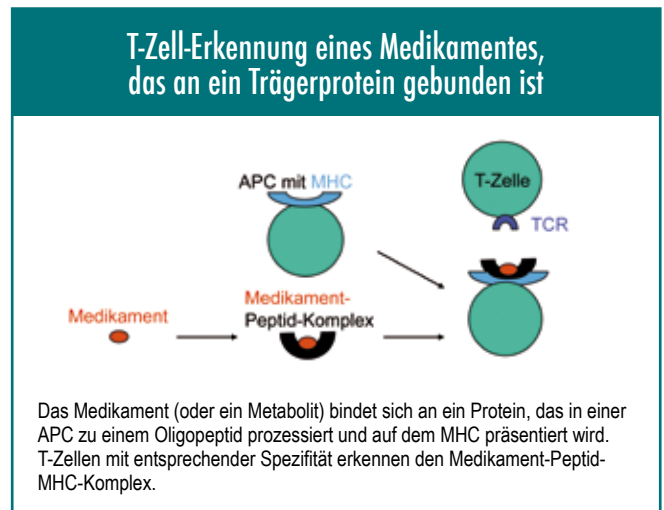 T-Zell-Erkennung eines Medikamentes,
das an ein Trägerprotein gebunden ist
APC mit MHC
T-Zelle
TCR
Medikament
Medikament-
Peptid-Komplex
Das Medikament (oder ein Metabolit) bindet sich an ein Protein, das in einer
APC zu einem Oligopeptid prozessiert und auf dem MHC präsentiert wird.
T-Zellen mit entsprechender Spezifität erkennen den Medikament-Peptid-
MHC-Komplex.